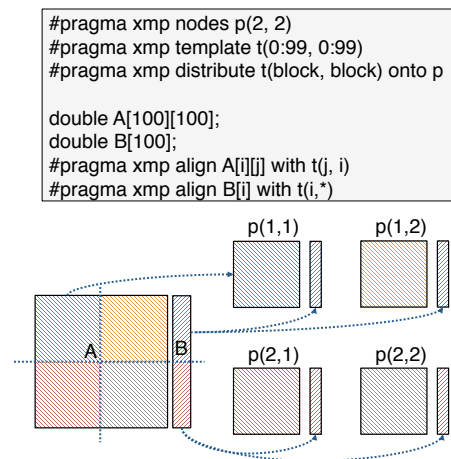 #pragma xmp nodes p(2, 2)
#pragma xmp template t(0:99, 0:99)
#pragma xmp distribute t(block, block) onto p
double A[100][100];
double B[100];
#pragma xmp align A[i][j] with t(j, i)
#pragma xmp align B[i] with t(i,*)
p(1,1) p(1,2)
A B
p(2,1) p(2,2)